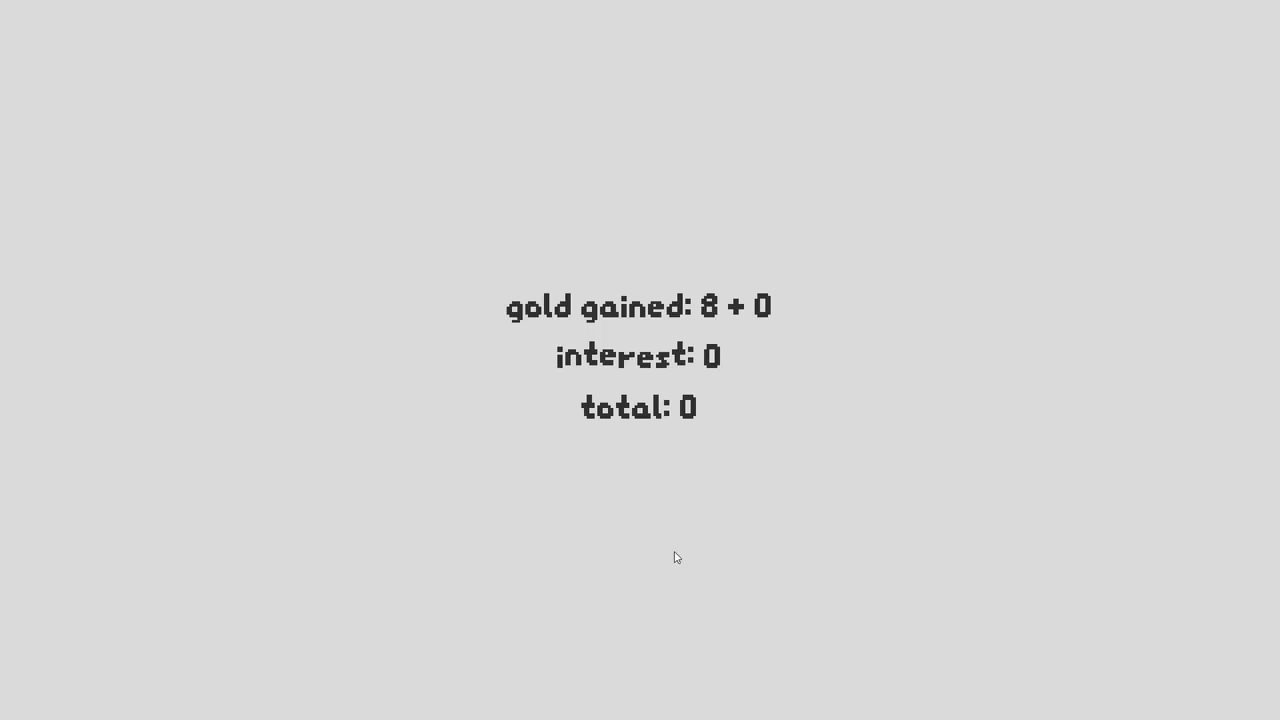 gold gained: 8 + 0
interest: 0
total: 0